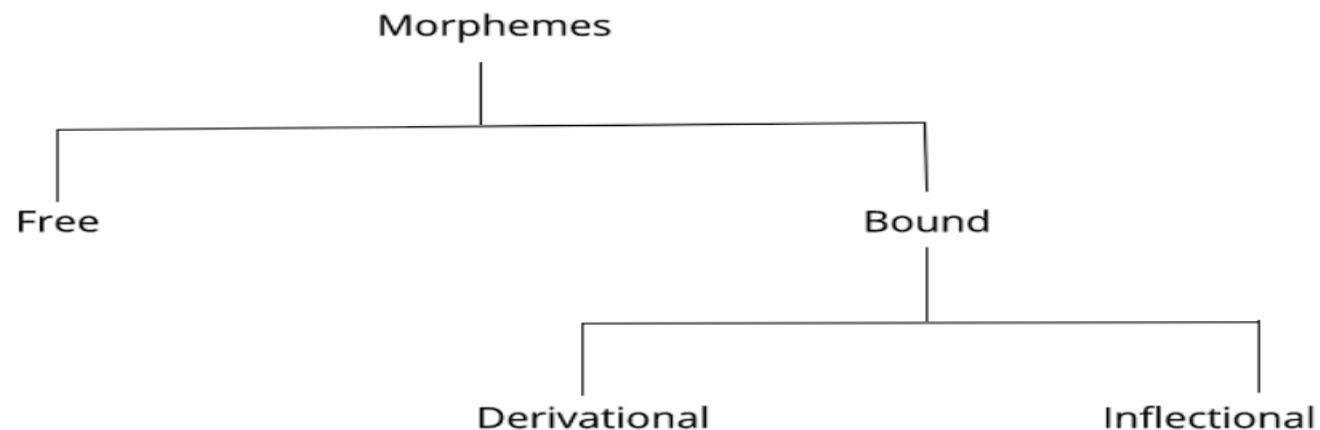 Morphemes
Free
Bound
Derivational
Inflectional